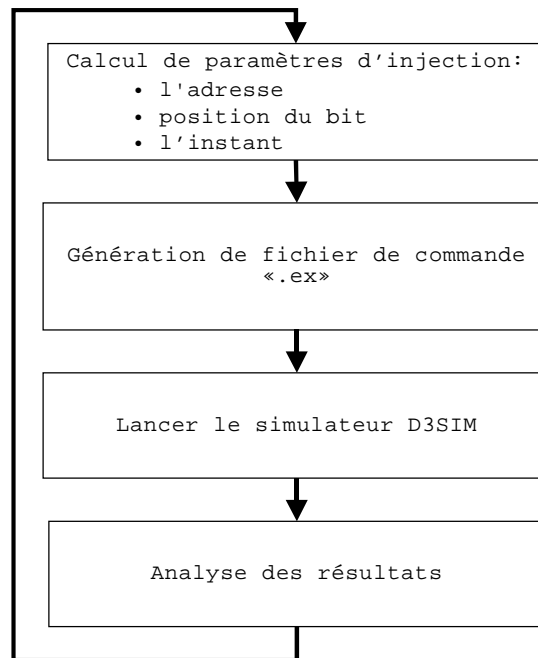 Calcul de paramètres d’injection:
• l'adresse
• position du bit
• l’instant
Génération de fichier de commande
«.ex»
Lancer le simulateur D3SIM
Analyse des résultats